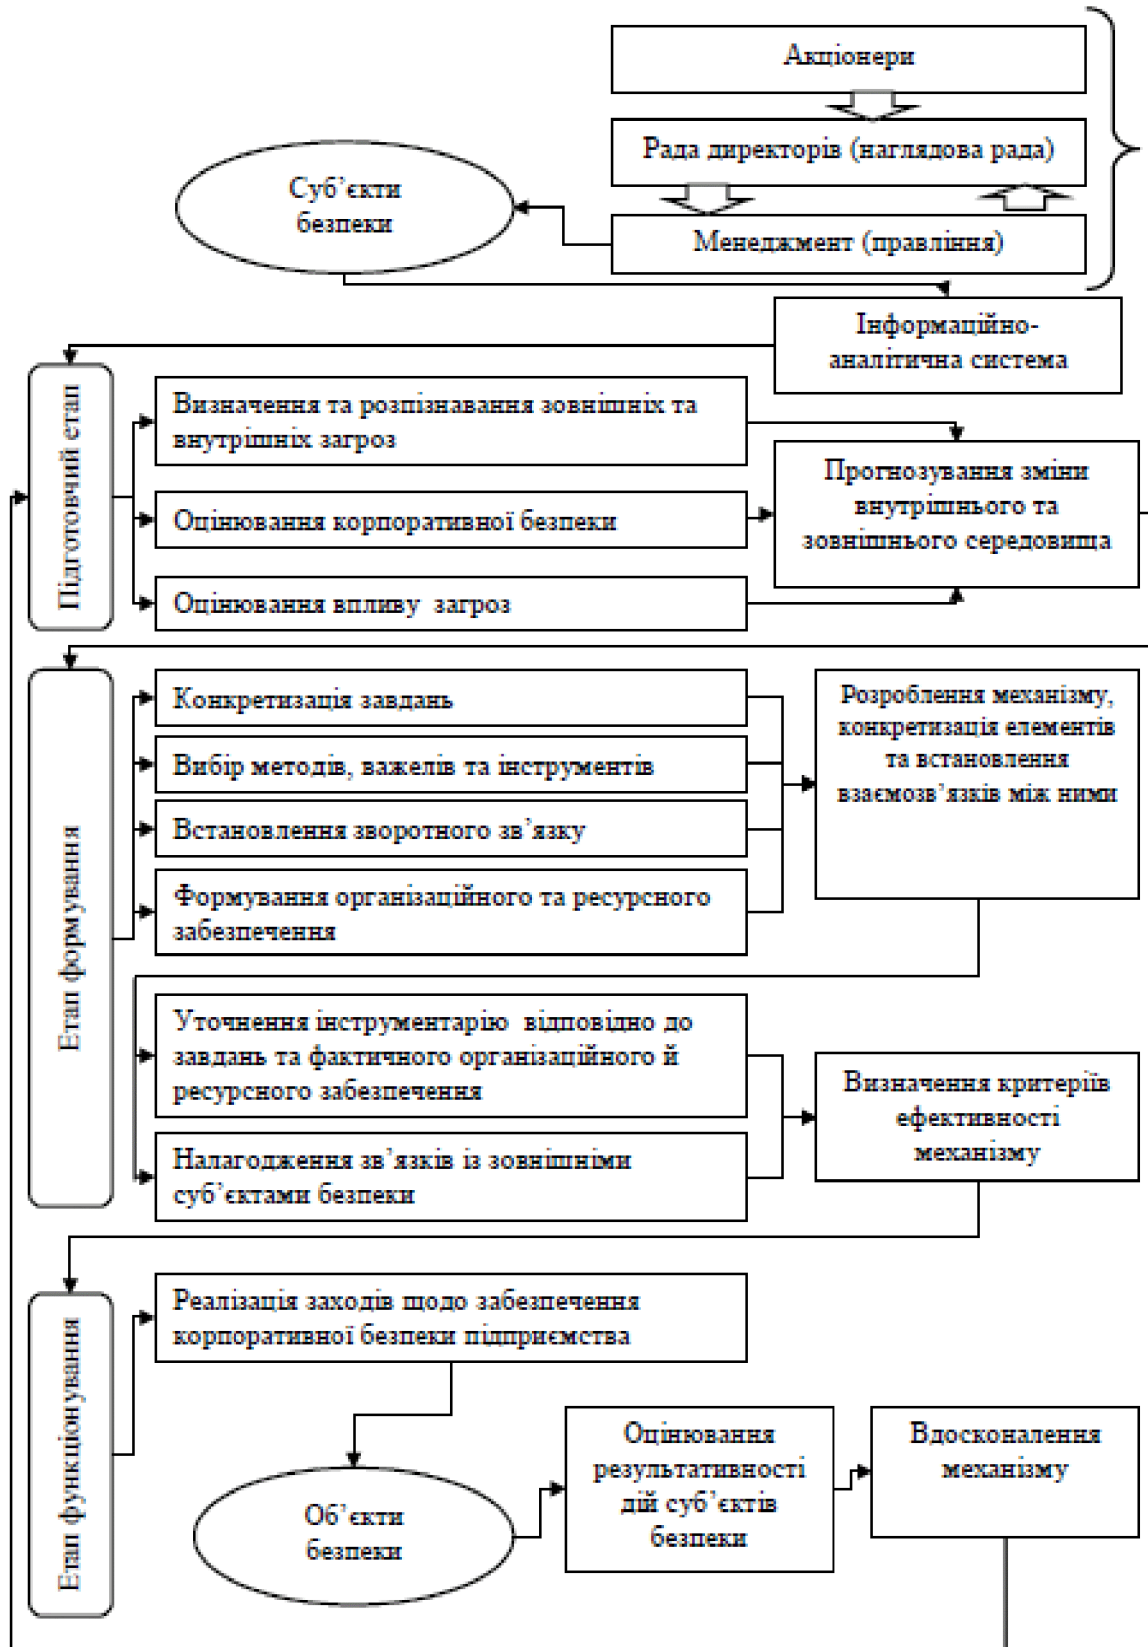 Акціонери
Рада директорів (наглядова рада)
Суб’єкти
безпеки
Менеджмент (правління)
Інформаційно-
аналітична система
Підготовчий етап
Визначення та розпізнавання зовнішніх та
внутрішніх загроз
Прогнозування зміни
внутрішнього та
зовнішнього середовища
Оцінювання корпоративної безпеки
Оцінювання впливу загроз
Етап формування
Конкретизація завдань
Вибір методів, важелів та інструментів
Встановлення зворотного зв’язку
Формування організаційного та ресурсного
забезпечення
Розроблення механізму,
конкретизація елементів
та встановлення
взаємозв’язків між ними
Уточнення інструментарію відповідно до
завдань та фактичного організаційного й
ресурсного забезпечення
Налагодження зв’язків із зовнішніми
суб’єктами безпеки
Визначення критеріїв
ефективності
механізму
Етап функціонування
Реалізація заходів щодо забезпечення
корпоративної безпеки підприємства
Об’єкти
безпеки
Оцінювання
результативності
дій суб’єктів
безпеки
Вдосконалення
механізму